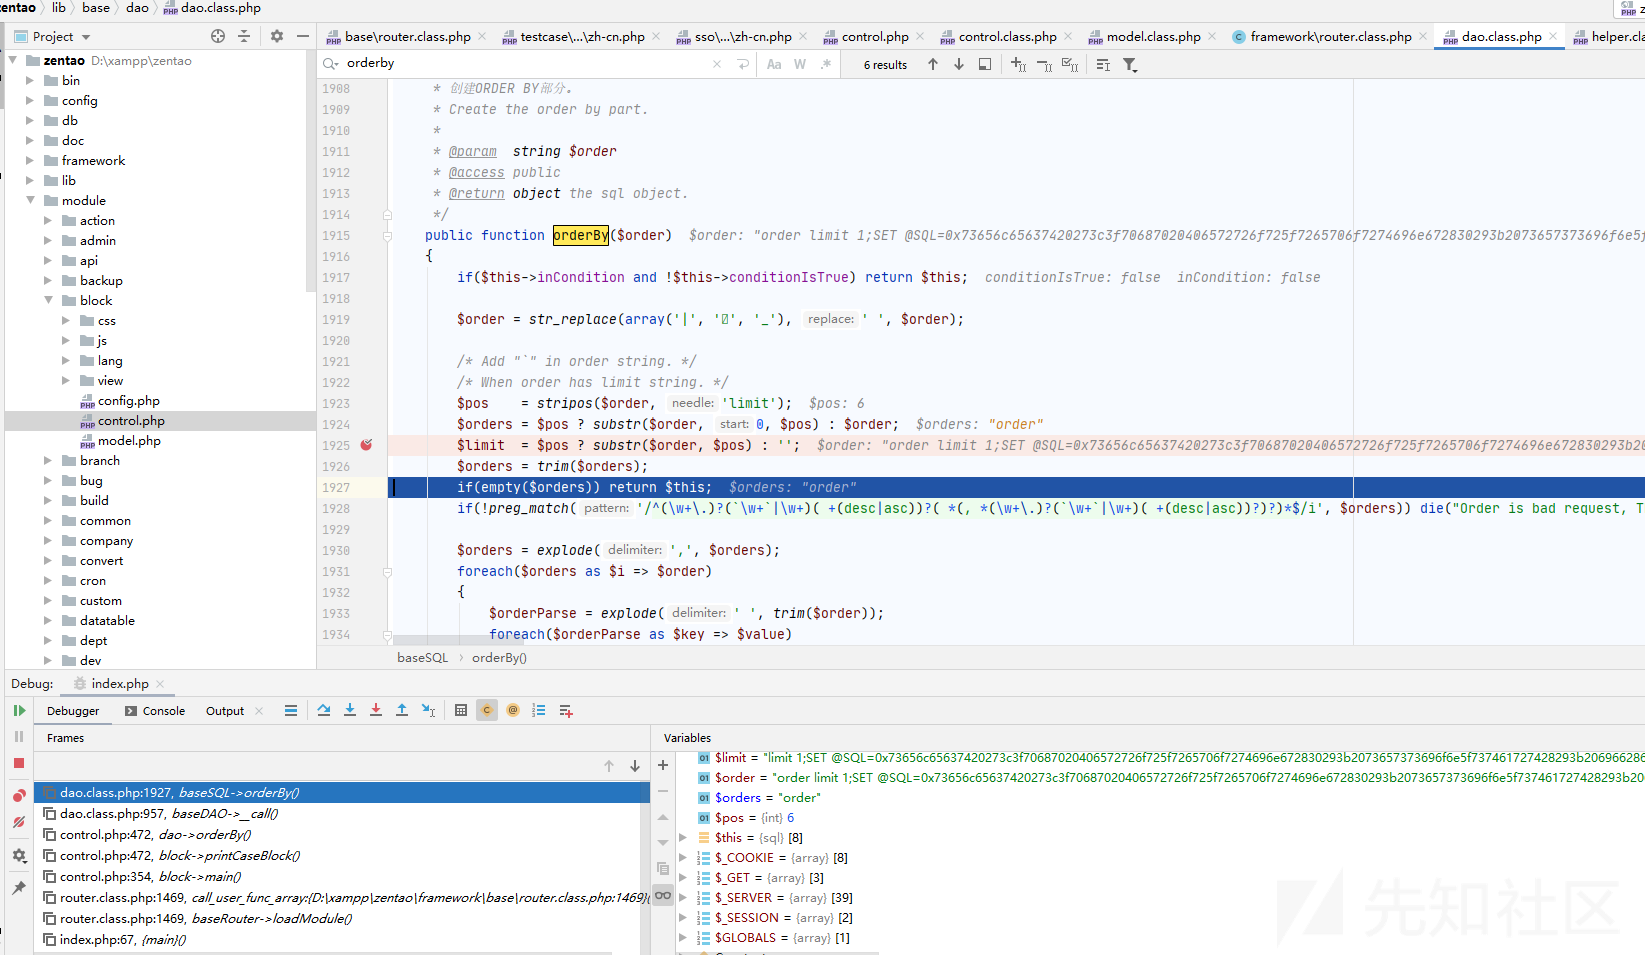 zentao › lib › base › dao › dao.class.php
Project
zentao D:\xampp\zentao
bin
config
db
doc
framework
lib
module
action
admin
api
backup
block
css
js
lang
view
config.php
control.php
model.php
branch
bug
build
common
company
convert
cron
custom
datatable
dept
dev
base\router.class.php testcase\...\zh-cn.php sso\...\zh-cn.php control.php control.class.php model.class.php framework\router.class.php dao.class.php helper.cla
orderby Aa W .* 6 results
1908 * 创建ORDER BY部分。
1909 * Create the order by part.
1910 *
1911 * @param string $order
1912 * @access public
1913 * @return object the sql object.
1914 */
1915 public function orderBy($order) $order: "order limit 1;SET @SQL=0x73656c65637420273c3f70687020406572726f725f7265706f7274696e672830293b2073657373696f6e5f
1916 {
1917 if($this->inCondition and !$this->conditionIsTrue) return $this; conditionIsTrue: false inCondition: false
1918
1919 $order = str_replace(array('|', '', '_'), replace: ' ', $order);
1920
1921 /* Add "`" in order string. */
1922 /* When order has limit string. */
1923 $pos = stripos($order, needle: 'limit'); $pos: 6
1924 $orders = $pos ? substr($order, start: 0, $pos) : $order; $orders: "order"
1925 $limit = $pos ? substr($order, $pos) : ''; $order: "order limit 1;SET @SQL=0x73656c65637420273c3f70687020406572726f725f7265706f7274696e672830293b20
1926 $orders = trim($orders);
1927 if(empty($orders)) return $this; $orders: "order"
1928 if(!preg_match( pattern: '/^(\w+\.)?(`\w+`|\w+)( +(desc|asc))?( *(, *(\w+\.)?(`\w+`|\w+)( +(desc|asc))?)?)*$/i', $orders)) die("Order is bad request, T
1929
1930 $orders = explode( delimiter: ',', $orders);
1931 foreach($orders as $i => $order)
1932 {
1933 $orderParse = explode( delimiter: ' ', trim($order));
1934 foreach($orderParse as $key => $value)
baseSQL › orderBy()
Debug: index.php
Debugger Console Output
Frames
dao.class.php:1927, baseSQL->orderBy()
dao.class.php:957, baseDAO->__call()
control.php:472, dao->orderBy()
control.php:472, block->printCaseBlock()
control.php:354, block->main()
router.class.php:1469, call_user_func_array:{D:\xampp\zentao\framework\base\router.class.php:1469}(
router.class.php:1469, baseRouter->loadModule()
index.php:67, {main}()
Variables
$limit = "limit 1;SET @SQL=0x73656c65637420273c3f70687020406572726f725f7265706f7274696e672830293b2073657373696f6e5f737461727428293b206966286
$order = "order limit 1;SET @SQL=0x73656c65637420273c3f70687020406572726f725f7265706f7274696e672830293b2073657373696f6e5f737461727428293b20
$orders = "order"
$pos = {int} 6
$this = {sql} [8]
$_COOKIE = {array} [8]
$_GET = {array} [3]
$_SERVER = {array} [39]
$_SESSION = {array} [2]
$GLOBALS = {array} [1]
先知社区